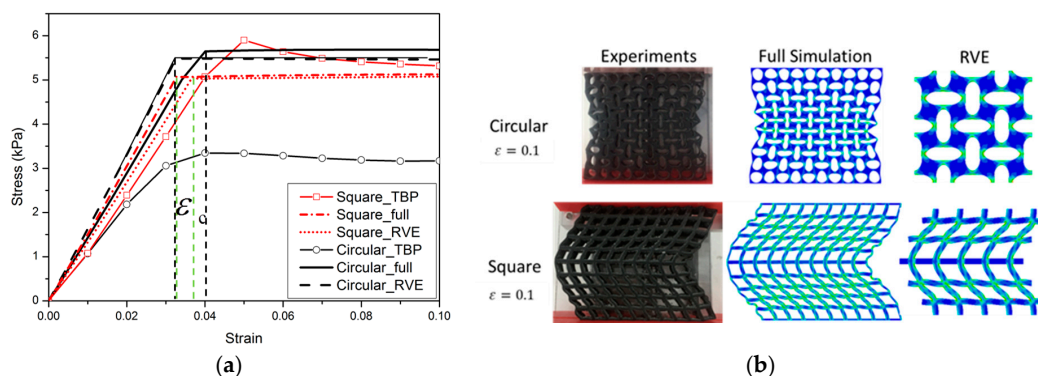 6
5
4
3
2
1
0
0.00
0.02
0.04
0.06
0.08
0.10
Stress (kPa)
Strain
ε c
Square_TBP
Square_full
Square_RVE
Circular_TBP
Circular_full
Circular_RVE
(a)
Experiments
Full Simulation
RVE
Circular
ε = 0.1
Square
ε = 0.1
(b)